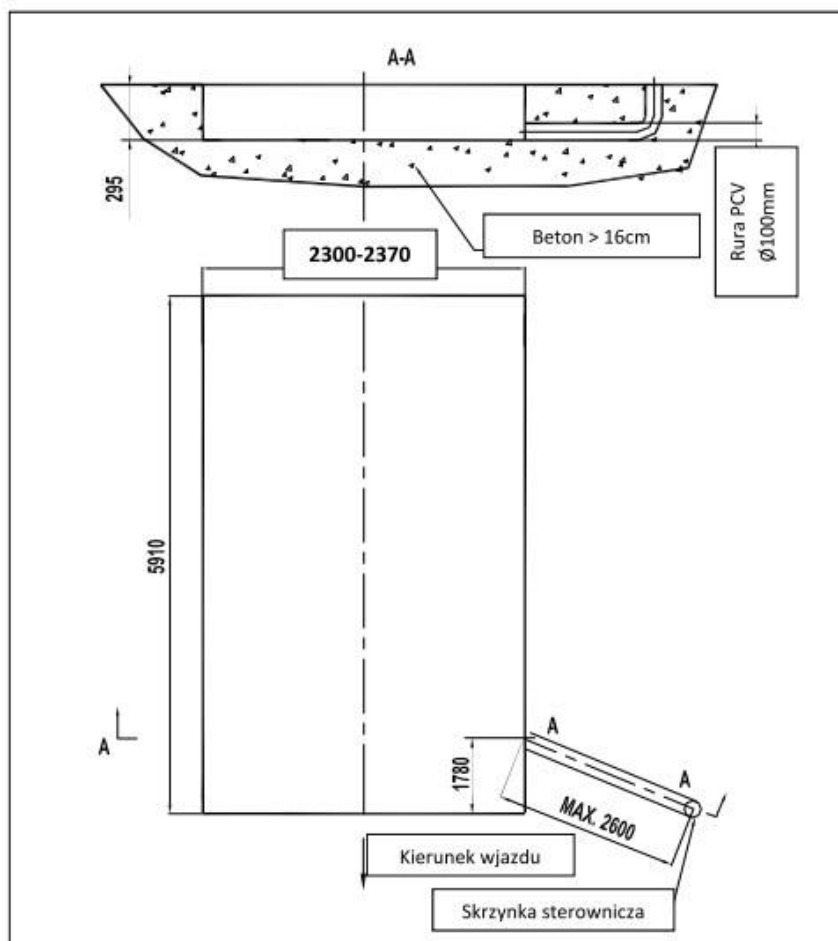 A-A
295
Rura PCV
Ø100mm
Beton > 16cm
2300-2370
5910
A
A
1780
A
MAX. 2600
Kierunek wjazdu
Skrzynka sterownicza